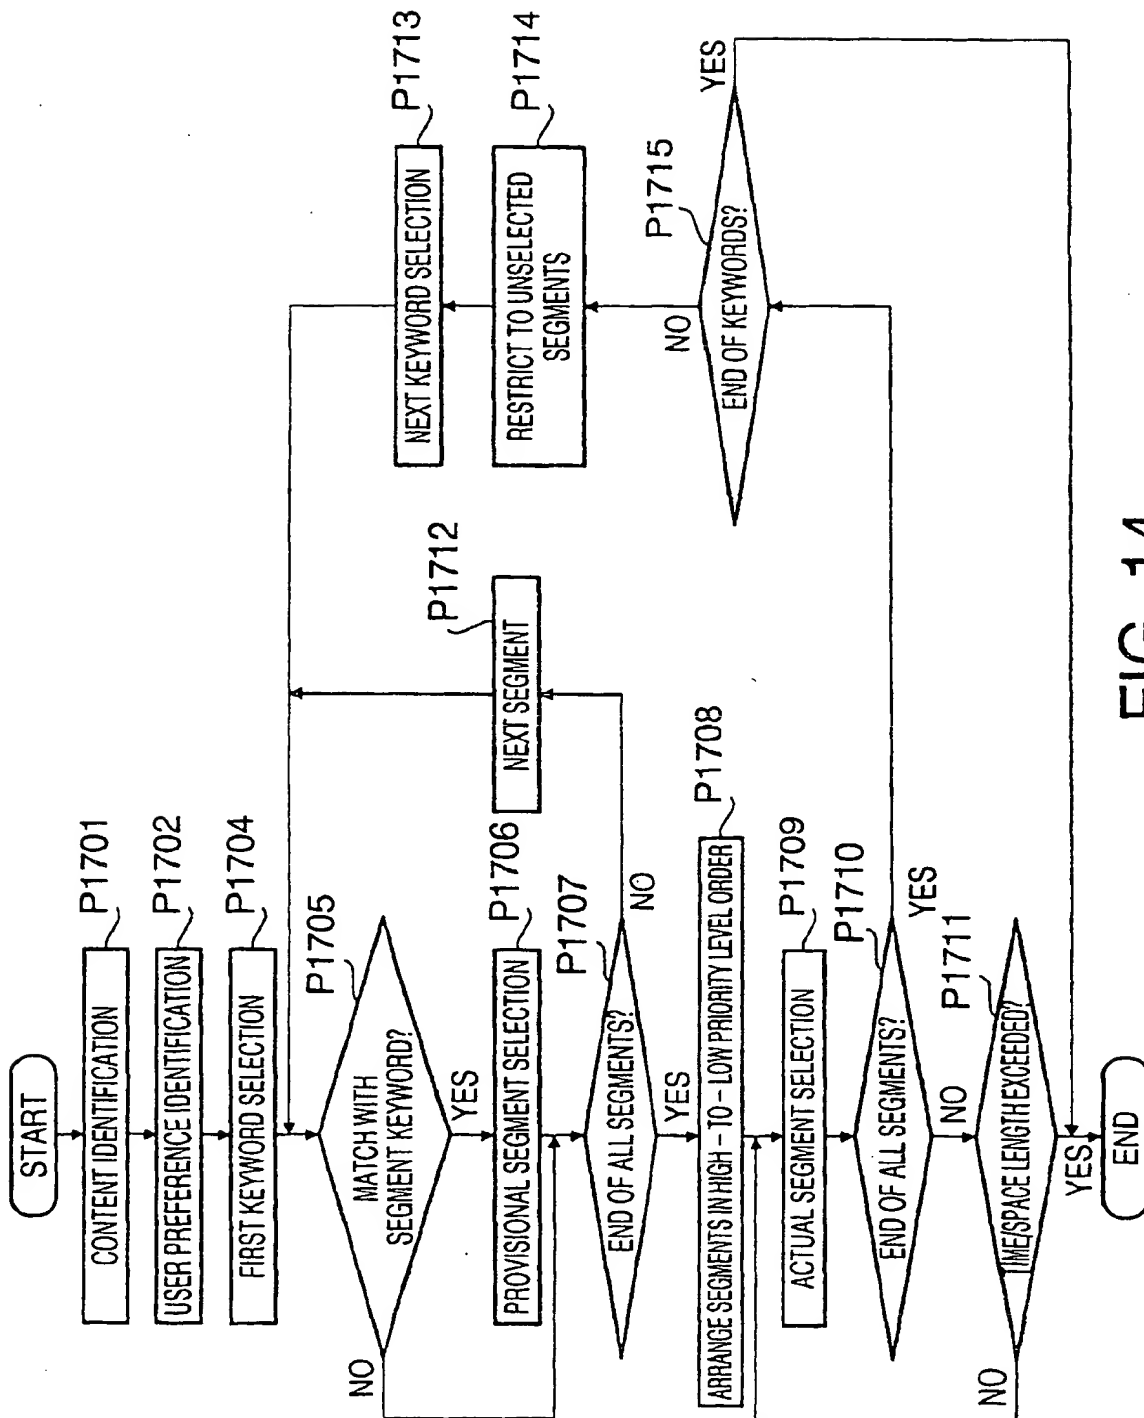 START
CONTENT IDENTIFICATION
P1701
USER PREFERENCE IDENTIFICATION
P1702
FIRST KEYWORD SELECTION
P1704
MATCH WITH
SEGMENT KEYWORD?
P1705
NO
YES
PROVISIONAL SEGMENT SELECTION
P1706
END OF ALL SEGMENTS?
P1707
NO
YES
NEXT SEGMENT
P1712
ARRANGE SEGMENTS IN HIGH - TO - LOW PRIORITY LEVEL ORDER
P1708
ACTUAL SEGMENT SELECTION
P1709
END OF ALL SEGMENTS?
P1710
YES
NO
TIME/SPACE LENGTH EXCEEDED?
P1711
NO
YES
END
NEXT KEYWORD SELECTION
P1713
RESTRICT TO UNSELECTED
SEGMENTS
P1714
END OF KEYWORDS?
P1715
NO
YES
FIG. 14